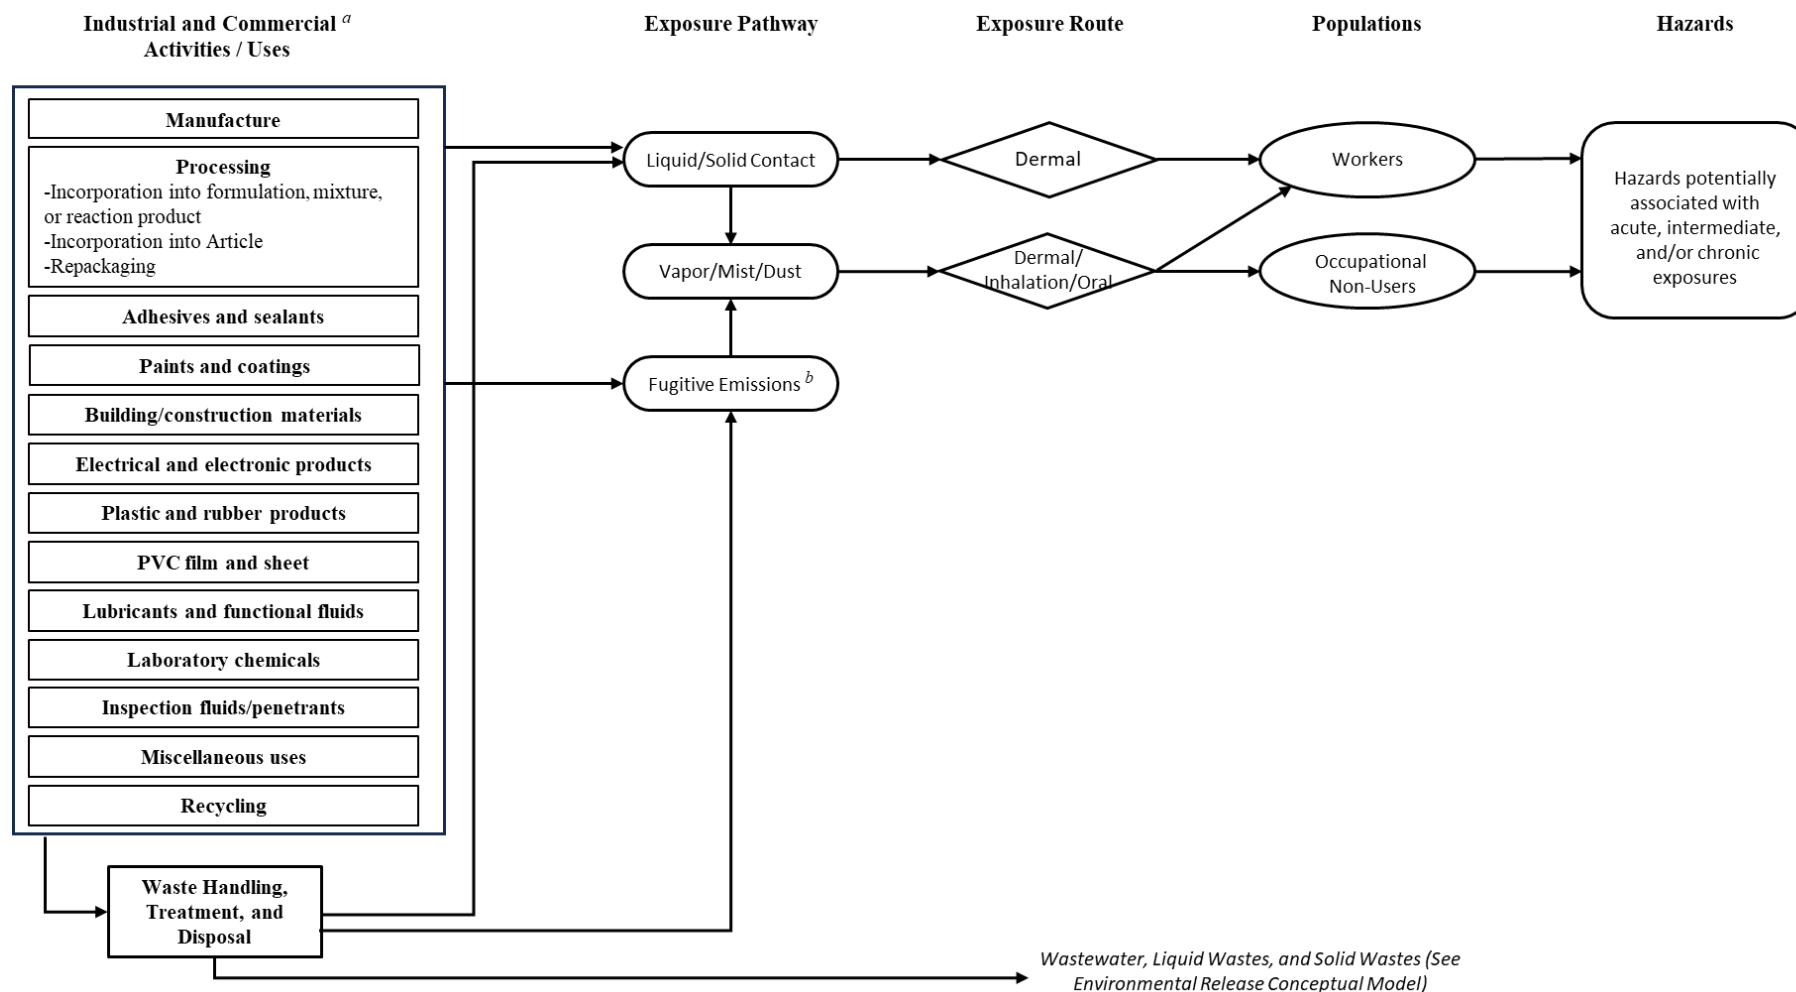 Industrial and Commercial a
Activities / Uses
Exposure Pathway
Exposure Route
Populations
Hazards
Manufacture
Processing
-Incorporation into formulation, mixture,
or reaction product
-Incorporation into Article
-Repackaging
Adhesives and sealants
Paints and coatings
Building/construction materials
Electrical and electronic products
Plastic and rubber products
PVC film and sheet
Lubricants and functional fluids
Laboratory chemicals
Inspection fluids/penetrants
Miscellaneous uses
Recycling
Waste Handling,
Treatment, and
Disposal
Liquid/Solid Contact
Vapor/Mist/Dust
Fugitive Emissions b
Dermal
Dermal/
Inhalation/Oral
Workers
Occupational
Non-Users
Hazards potentially
associated with
acute, intermediate,
and/or chronic
exposures
Wastewater, Liquid Wastes, and Solid Wastes (See
Environmental Release Conceptual Model)